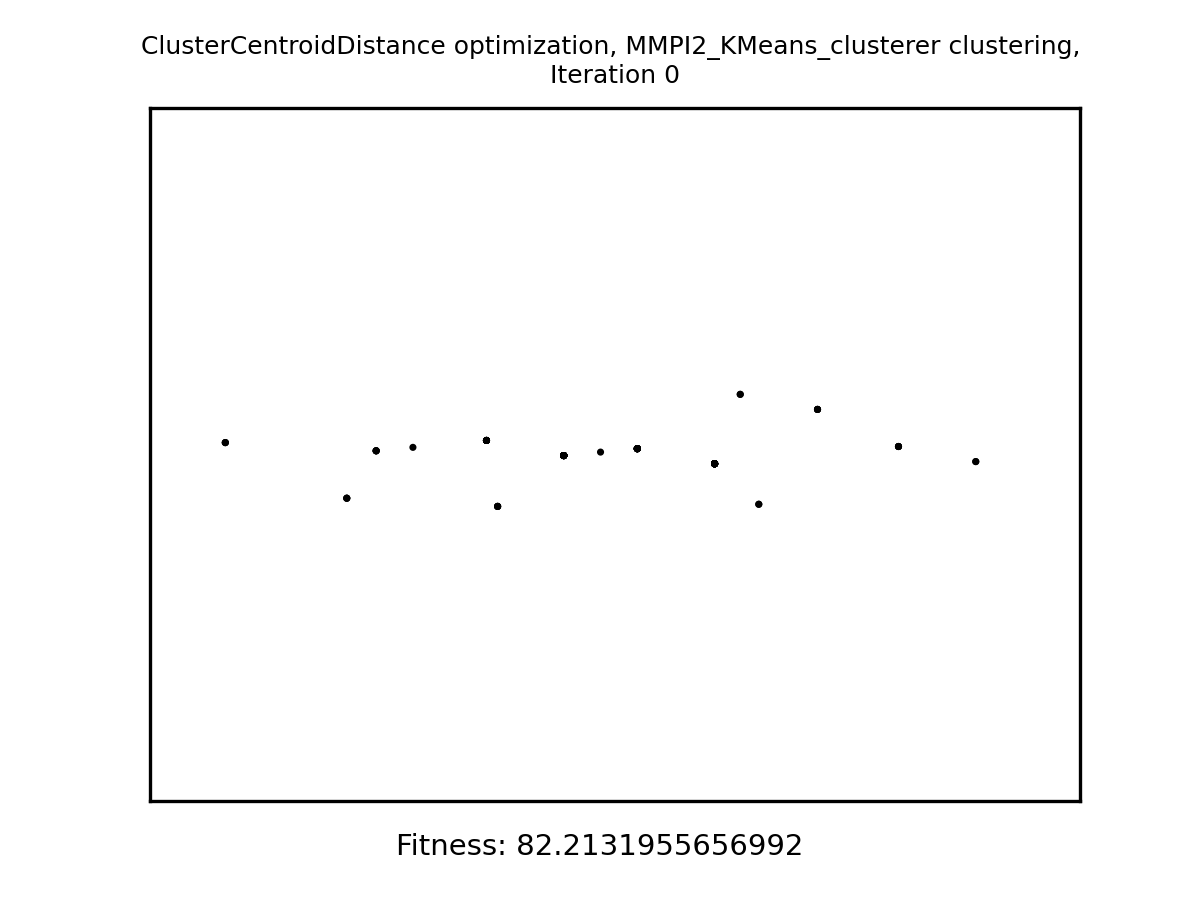 ClusterCentroidDistance optimization, MMPI2_KMeans_clusterer clustering,
Iteration 0
Fitness: 82.2131955656992